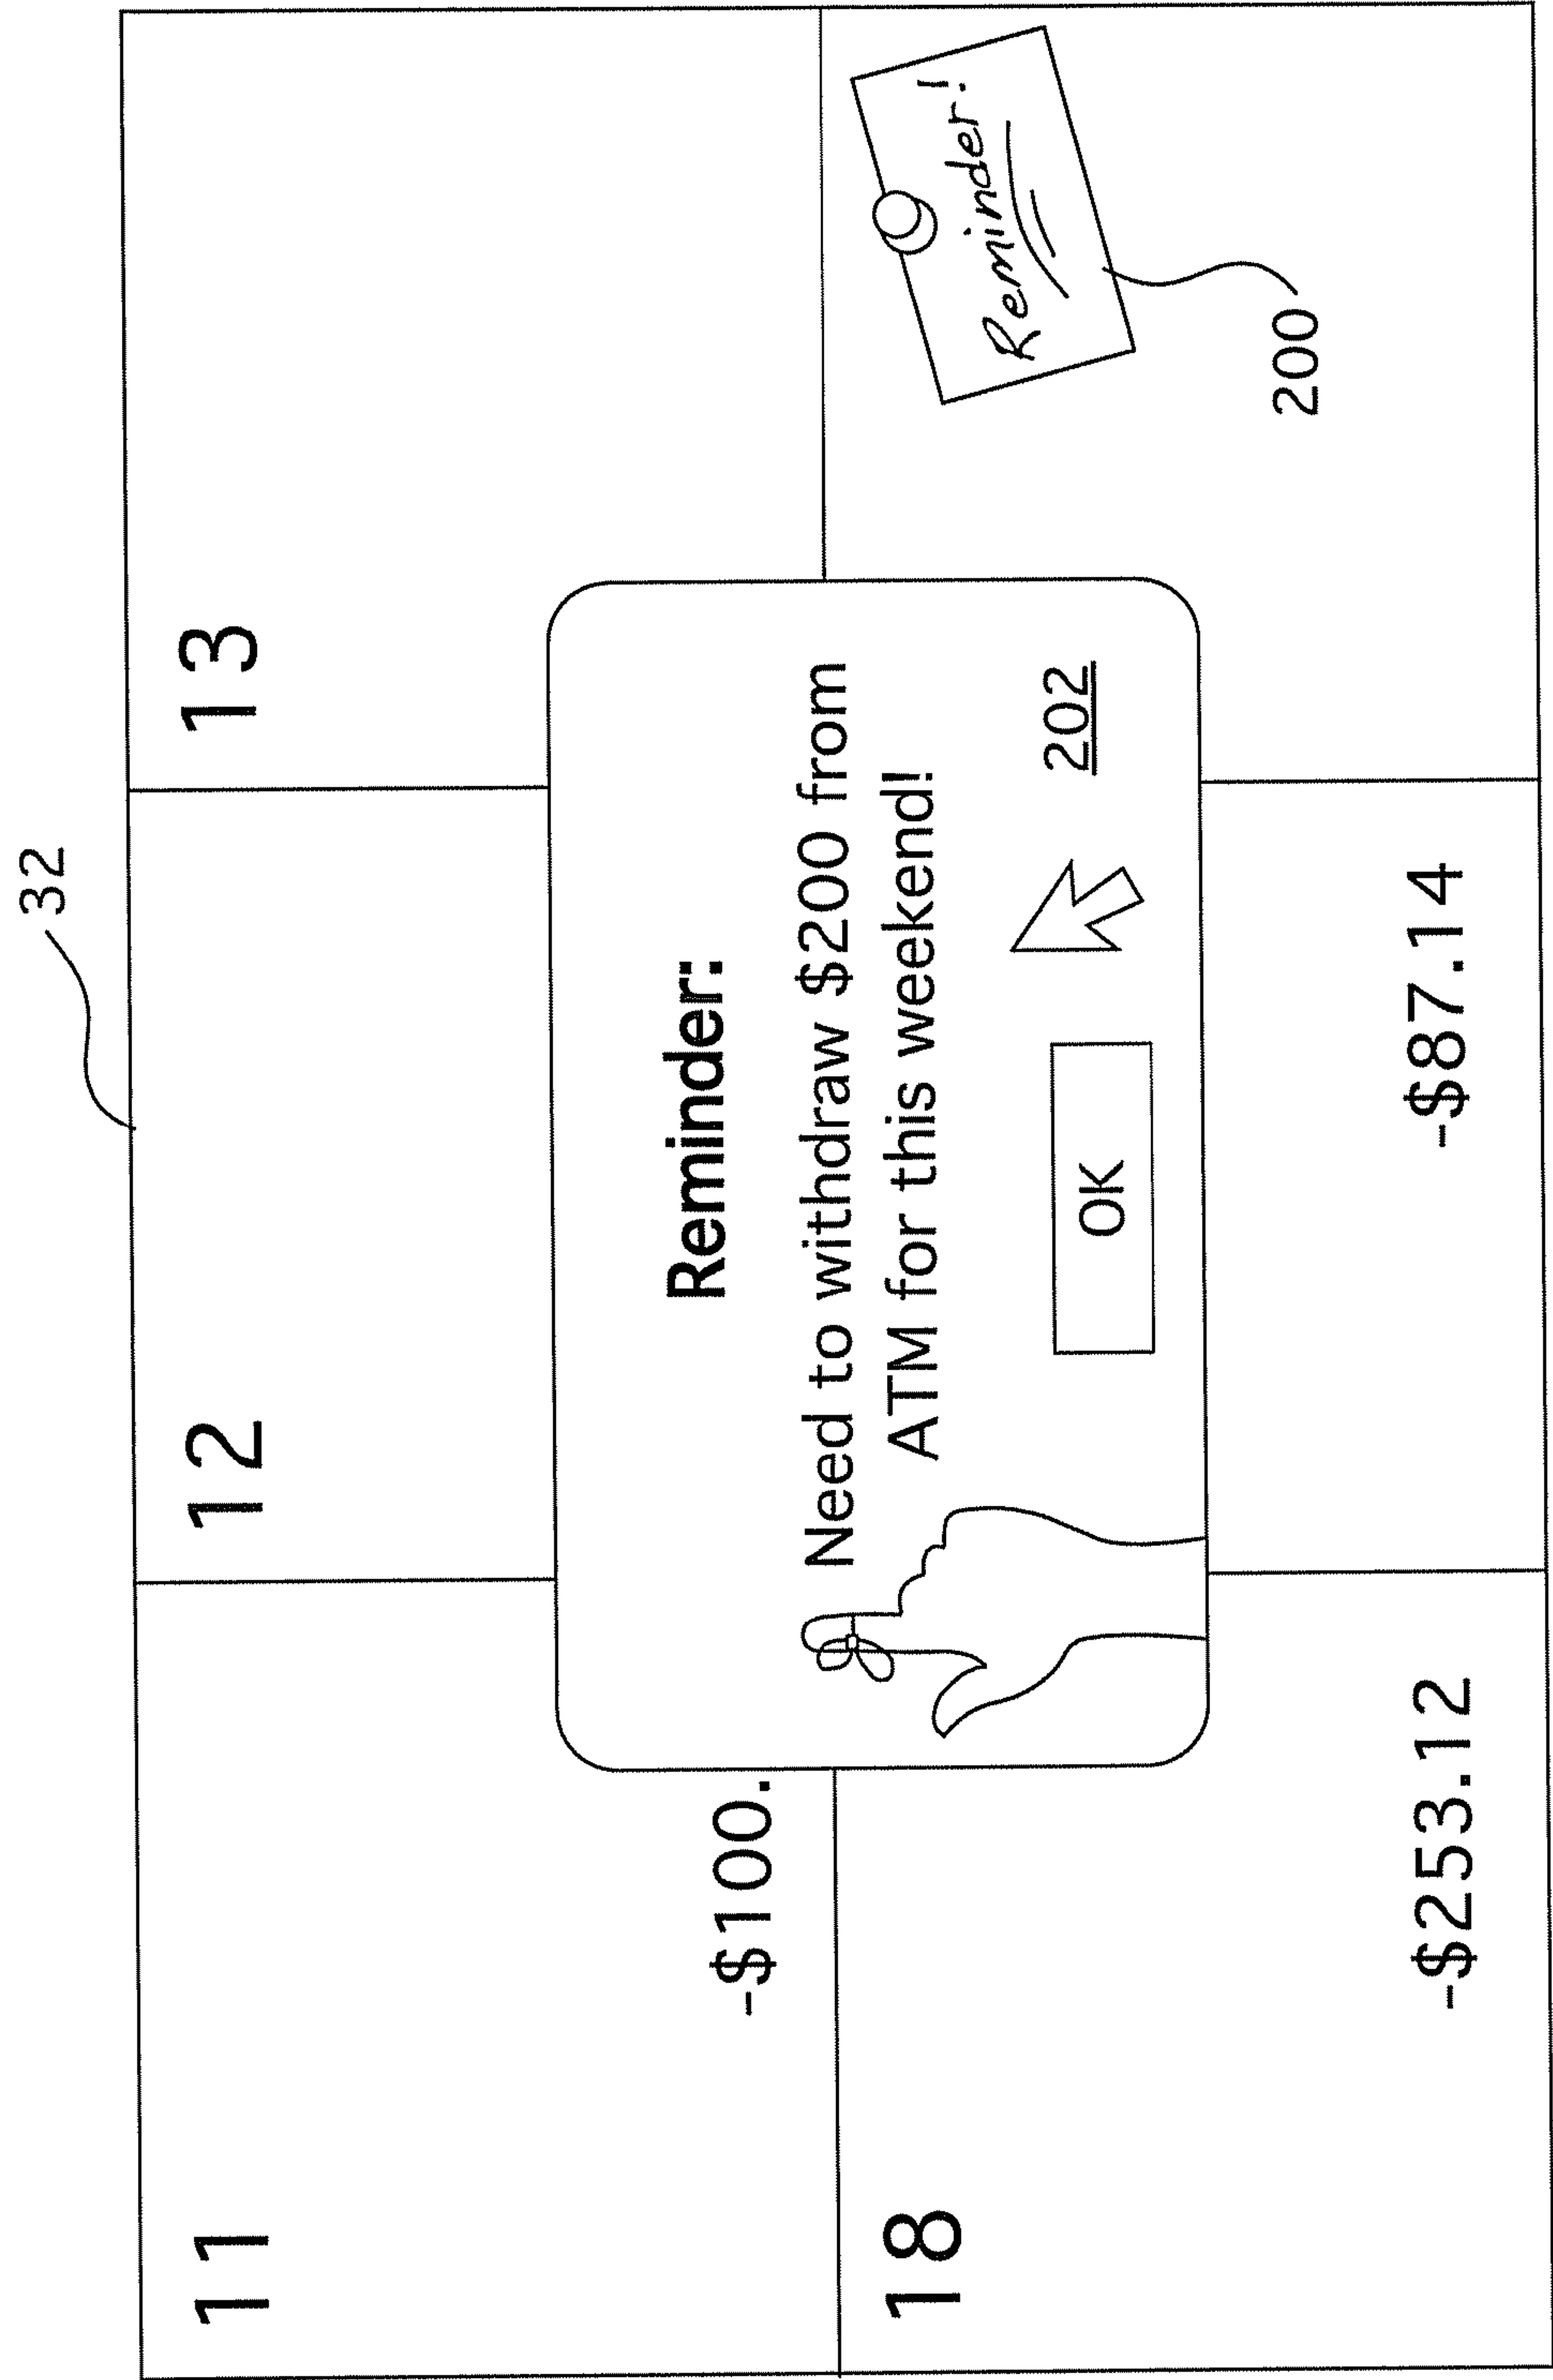 32
11
12
13
-$100.
Reminder:
Need to withdraw $200 from
ATM for this weekend!
OK
202
Reminder!
200
18
-$253.12
-$87.14